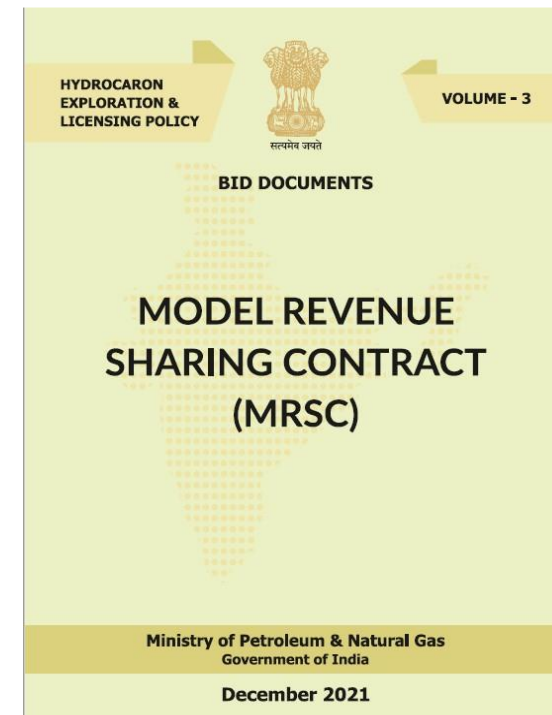 HYDROCARON
EXPLORATION &
LICENSING POLICY
VOLUME - 3
सत्यमेव जयते
BID DOCUMENTS
MODEL REVENUE
SHARING CONTRACT
(MRSC)
Ministry of Petroleum & Natural Gas
Government of India
December 2021